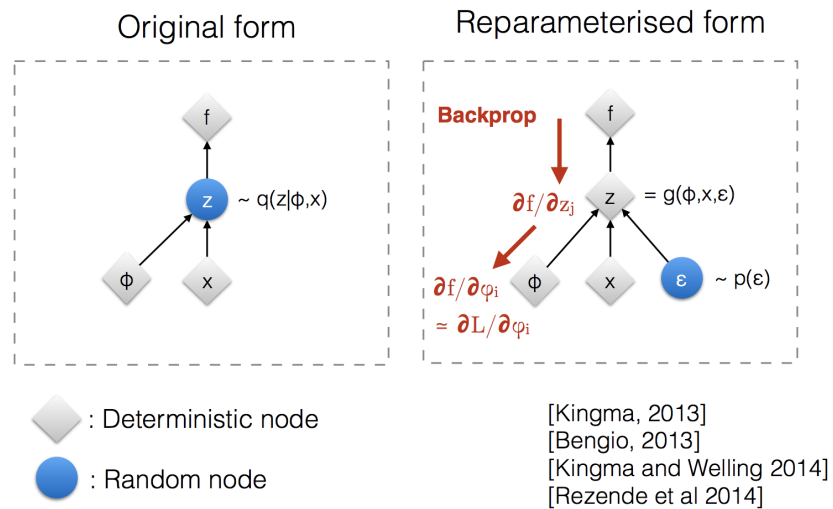 Original form
f
z ~ q(z|ϕ,x)
ϕ x
Reparameterised form
Backprop
f
∂f/∂zⱼ
z = g(ϕ,x,ε)
∂f/∂φᵢ
≃ ∂L/∂φᵢ
ϕ x ε ~ p(ε)
: Deterministic node
: Random node
[Kingma, 2013]
[Bengio, 2013]
[Kingma and Welling 2014]
[Rezende et al 2014]